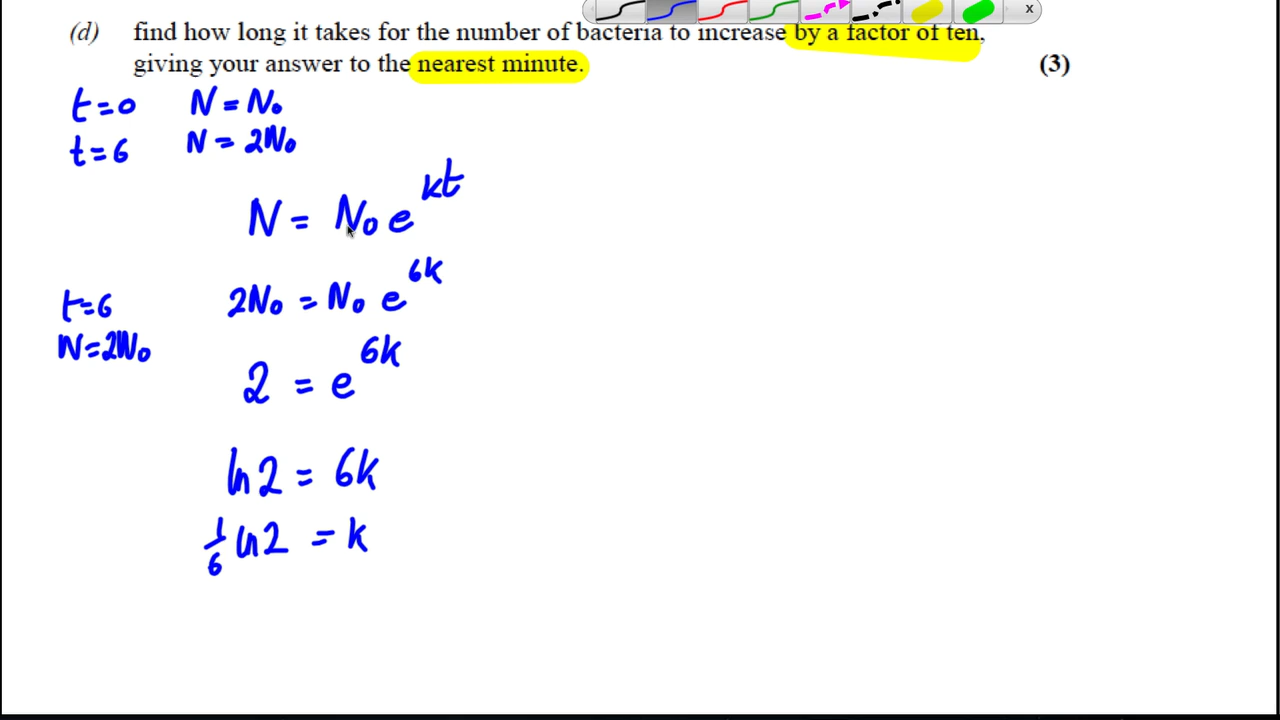 (d) find how long it takes for the number of bacteria to increase by a factor of ten,
giving your answer to the nearest minute. (3)
t=0 N = N₀
t=6 N = 2N₀
N = N₀ e^{kt}
t=6 2N₀ = N₀ e^{6k}
N=2N₀
2 = e^{6k}
ln2 = 6k
1/6 ln2 = k
x